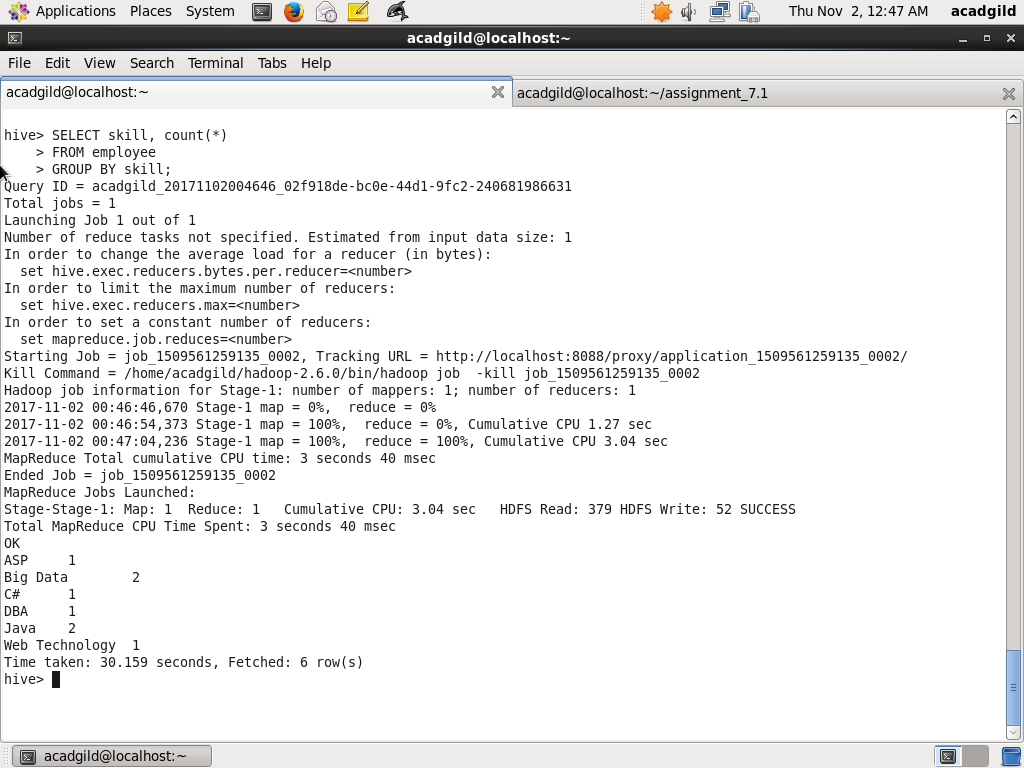 Applications Places System Thu Nov 2, 12:47 AM acadgild
acadgild@localhost:~
File Edit View Search Terminal Tabs Help
acadgild@localhost:~ acadgild@localhost:~/assignment_7.1
hive> SELECT skill, count(*)
    > FROM employee
    > GROUP BY skill;
Query ID = acadgild_20171102004646_02f918de-bc0e-44d1-9fc2-240681986631
Total jobs = 1
Launching Job 1 out of 1
Number of reduce tasks not specified. Estimated from input data size: 1
In order to change the average load for a reducer (in bytes):
  set hive.exec.reducers.bytes.per.reducer=<number>
In order to limit the maximum number of reducers:
  set hive.exec.reducers.max=<number>
In order to set a constant number of reducers:
  set mapreduce.job.reduces=<number>
Starting Job = job_1509561259135_0002, Tracking URL = http://localhost:8088/proxy/application_1509561259135_0002/
Kill Command = /home/acadgild/hadoop-2.6.0/bin/hadoop job  -kill job_1509561259135_0002
Hadoop job information for Stage-1: number of mappers: 1; number of reducers: 1
2017-11-02 00:46:46,670 Stage-1 map = 0%,  reduce = 0%
2017-11-02 00:46:54,373 Stage-1 map = 100%,  reduce = 0%, Cumulative CPU 1.27 sec
2017-11-02 00:47:04,236 Stage-1 map = 100%,  reduce = 100%, Cumulative CPU 3.04 sec
MapReduce Total cumulative CPU time: 3 seconds 40 msec
Ended Job = job_1509561259135_0002
MapReduce Jobs Launched:
Stage-Stage-1: Map: 1  Reduce: 1   Cumulative CPU: 3.04 sec   HDFS Read: 379 HDFS Write: 52 SUCCESS
Total MapReduce CPU Time Spent: 3 seconds 40 msec
OK
ASP     1
Big Data        2
C#      1
DBA     1
Java    2
Web Technology  1
Time taken: 30.159 seconds, Fetched: 6 row(s)
hive>
acadgild@localhost:~